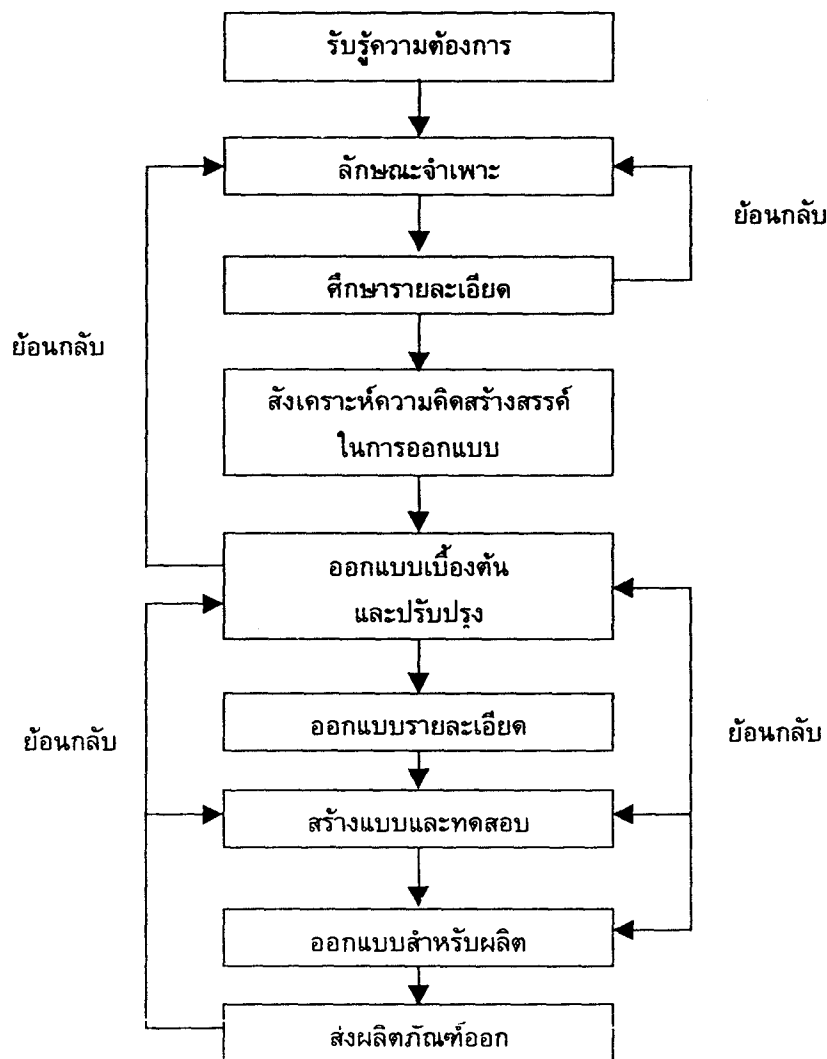 รับรู้ความต้องการ
ลักษณะจำเพาะ
ย้อนกลับ
ศึกษารายละเอียด
ย้อนกลับ
สังเคราะห์ความคิดสร้างสรรค์
ในการออกแบบ
ออกแบบเบื้องต้น
และปรับปรุง
ออกแบบรายละเอียด
ย้อนกลับ
ย้อนกลับ
สร้างแบบและทดสอบ
ออกแบบสำหรับผลิต
ส่งผลิตภัณฑ์ออก